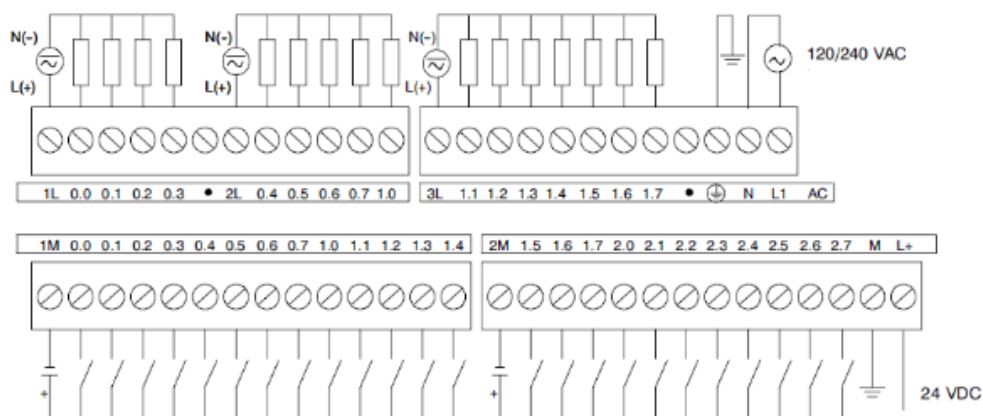 N(-) N(-) N(-)
120/240 VAC
L(+) L(+) L(+)
1L 0.0 0.1 0.2 0.3 • 2L 0.4 0.5 0.6 0.7 1.0 3L 1.1 1.2 1.3 1.4 1.5 1.6 1.7 • N L1 AC
1M 0.0 0.1 0.2 0.3 0.4 0.5 0.6 0.7 1.0 1.1 1.2 1.3 1.4 2M 1.5 1.6 1.7 2.0 2.1 2.2 2.3 2.4 2.5 2.6 2.7 M L+
+ + 24 VDC